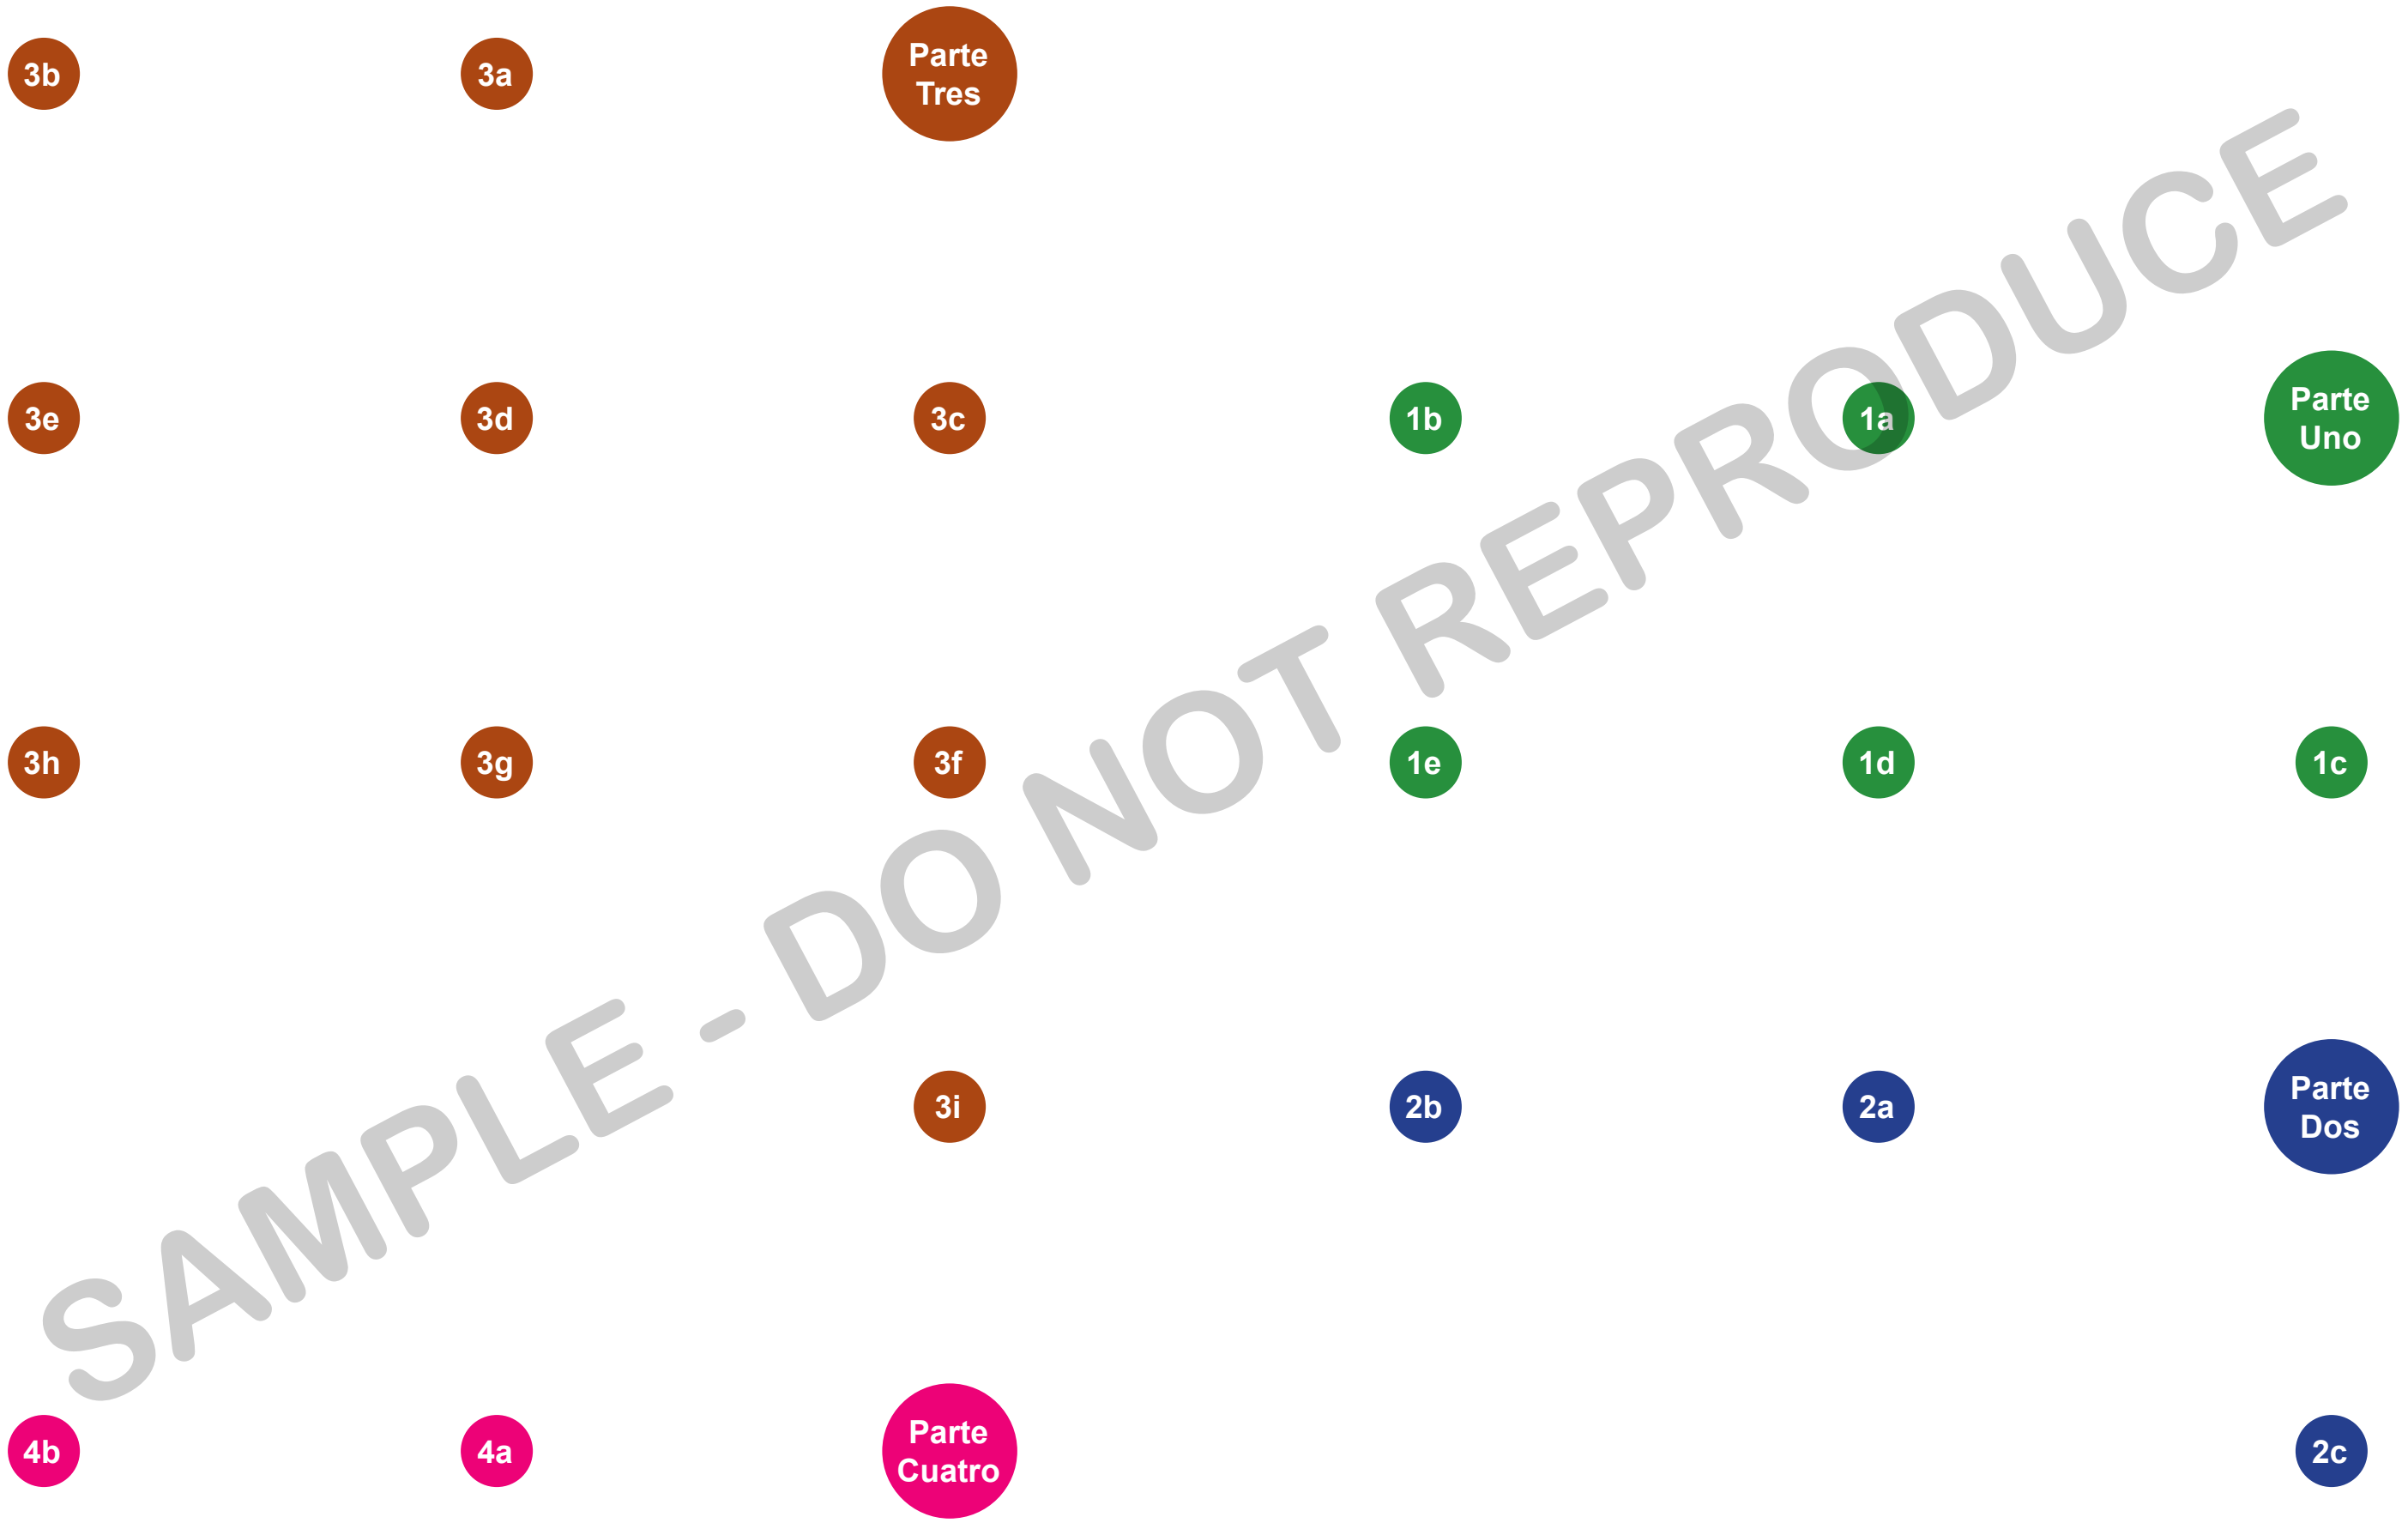 3b
3a
Parte
Tres
3e
3d
3c
1b
1a
Parte
Uno
3h
3g
3f
1e
1d
1c
3i
2b
2a
Parte
Dos
4b
4a
Parte
Cuatro
2c
SAMPLE - DO NOT REPRODUCE